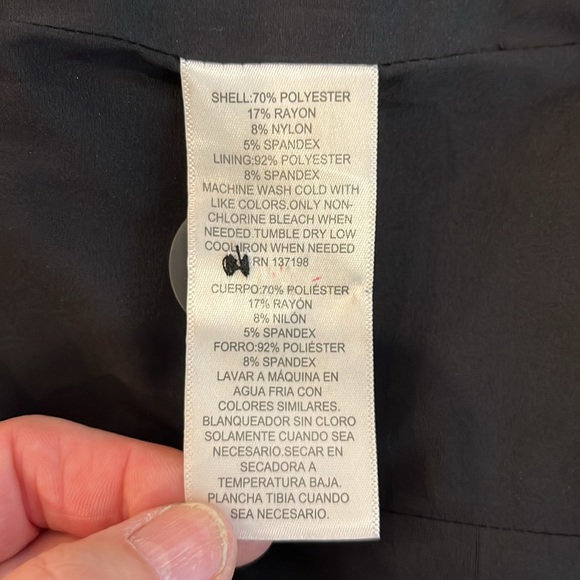 SHELL:70% POLYESTER
17% RAYON
8% NYLON
5% SPANDEX
LINING:92% POLYESTER
8% SPANDEX
MACHINE WASH COLD WITH
LIKE COLORS.ONLY NON-
CHLORINE BLEACH WHEN
NEEDED TUMBLE DRY LOW
COOL IRON WHEN NEEDED
RN 137198
CUERPO:70% POLIÉSTER
17% RAYÓN
8% NILÓN
5% SPANDEX
FORRO:92% POLIÉSTER
8% SPANDEX
LAVAR A MÁQUINA EN
AGUA FRIA CON
COLORES SIMILARES.
BLANQUEADOR SIN CLORO
SOLAMENTE CUANDO SEA
NECESARIO.SECAR EN
SECADORA A
TEMPERATURA BAJA.
PLANCHA TIBIA CUANDO
SEA NECESARIO.